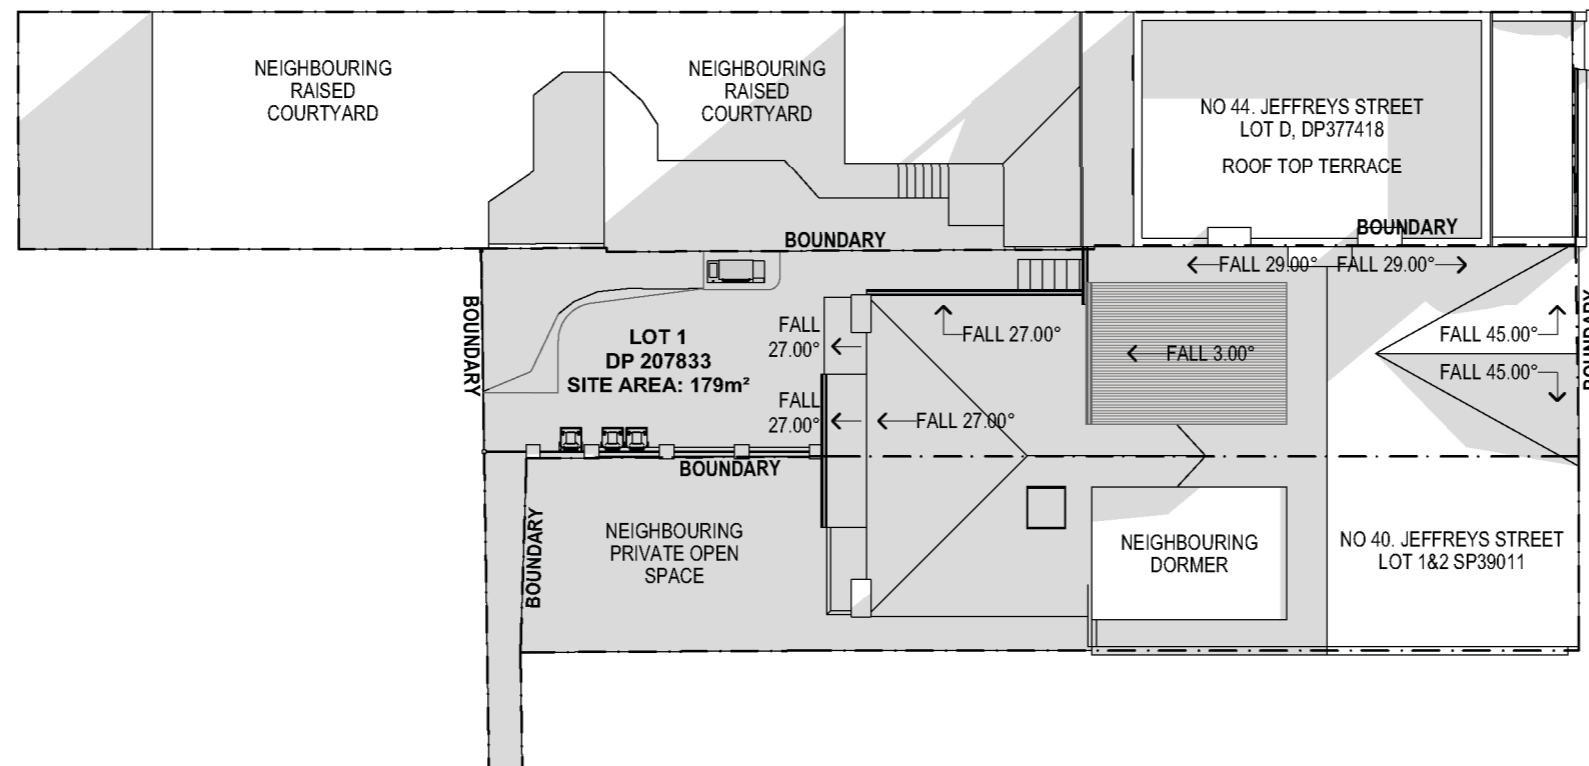 NEIGHBOURING
RAISED
COURTYARD
NEIGHBOURING
RAISED
COURTYARD
NO 44. JEFFREYS STREET
LOT D, DP377418
ROOF TOP TERRACE
BOUNDARY
BOUNDARY
FALL 29.00°
FALL 29.00°
BOUNDARY
LOT 1
DP 207833
SITE AREA: 179m²
FALL
27.00°
FALL 27.00°
FALL 3.00°
FALL 45.00°
FALL 45.00°
BOUNDARY
FALL
27.00°
FALL 27.00°
BOUNDARY
BOUNDARY
NEIGHBOURING
PRIVATE OPEN
SPACE
NEIGHBOURING
DORMER
NO 40. JEFFREYS STREET
LOT 1&2 SP39011